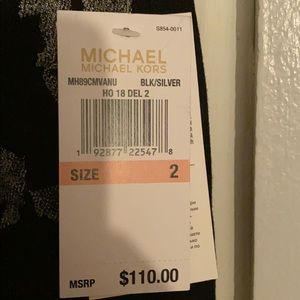 S854-0011
MICHAEL
MICHAEL KORS
MH89CMVANU BLK/SILVER
HO 18 DEL 2
1 92877 22547 8
SIZE 2
MSRP $110.00